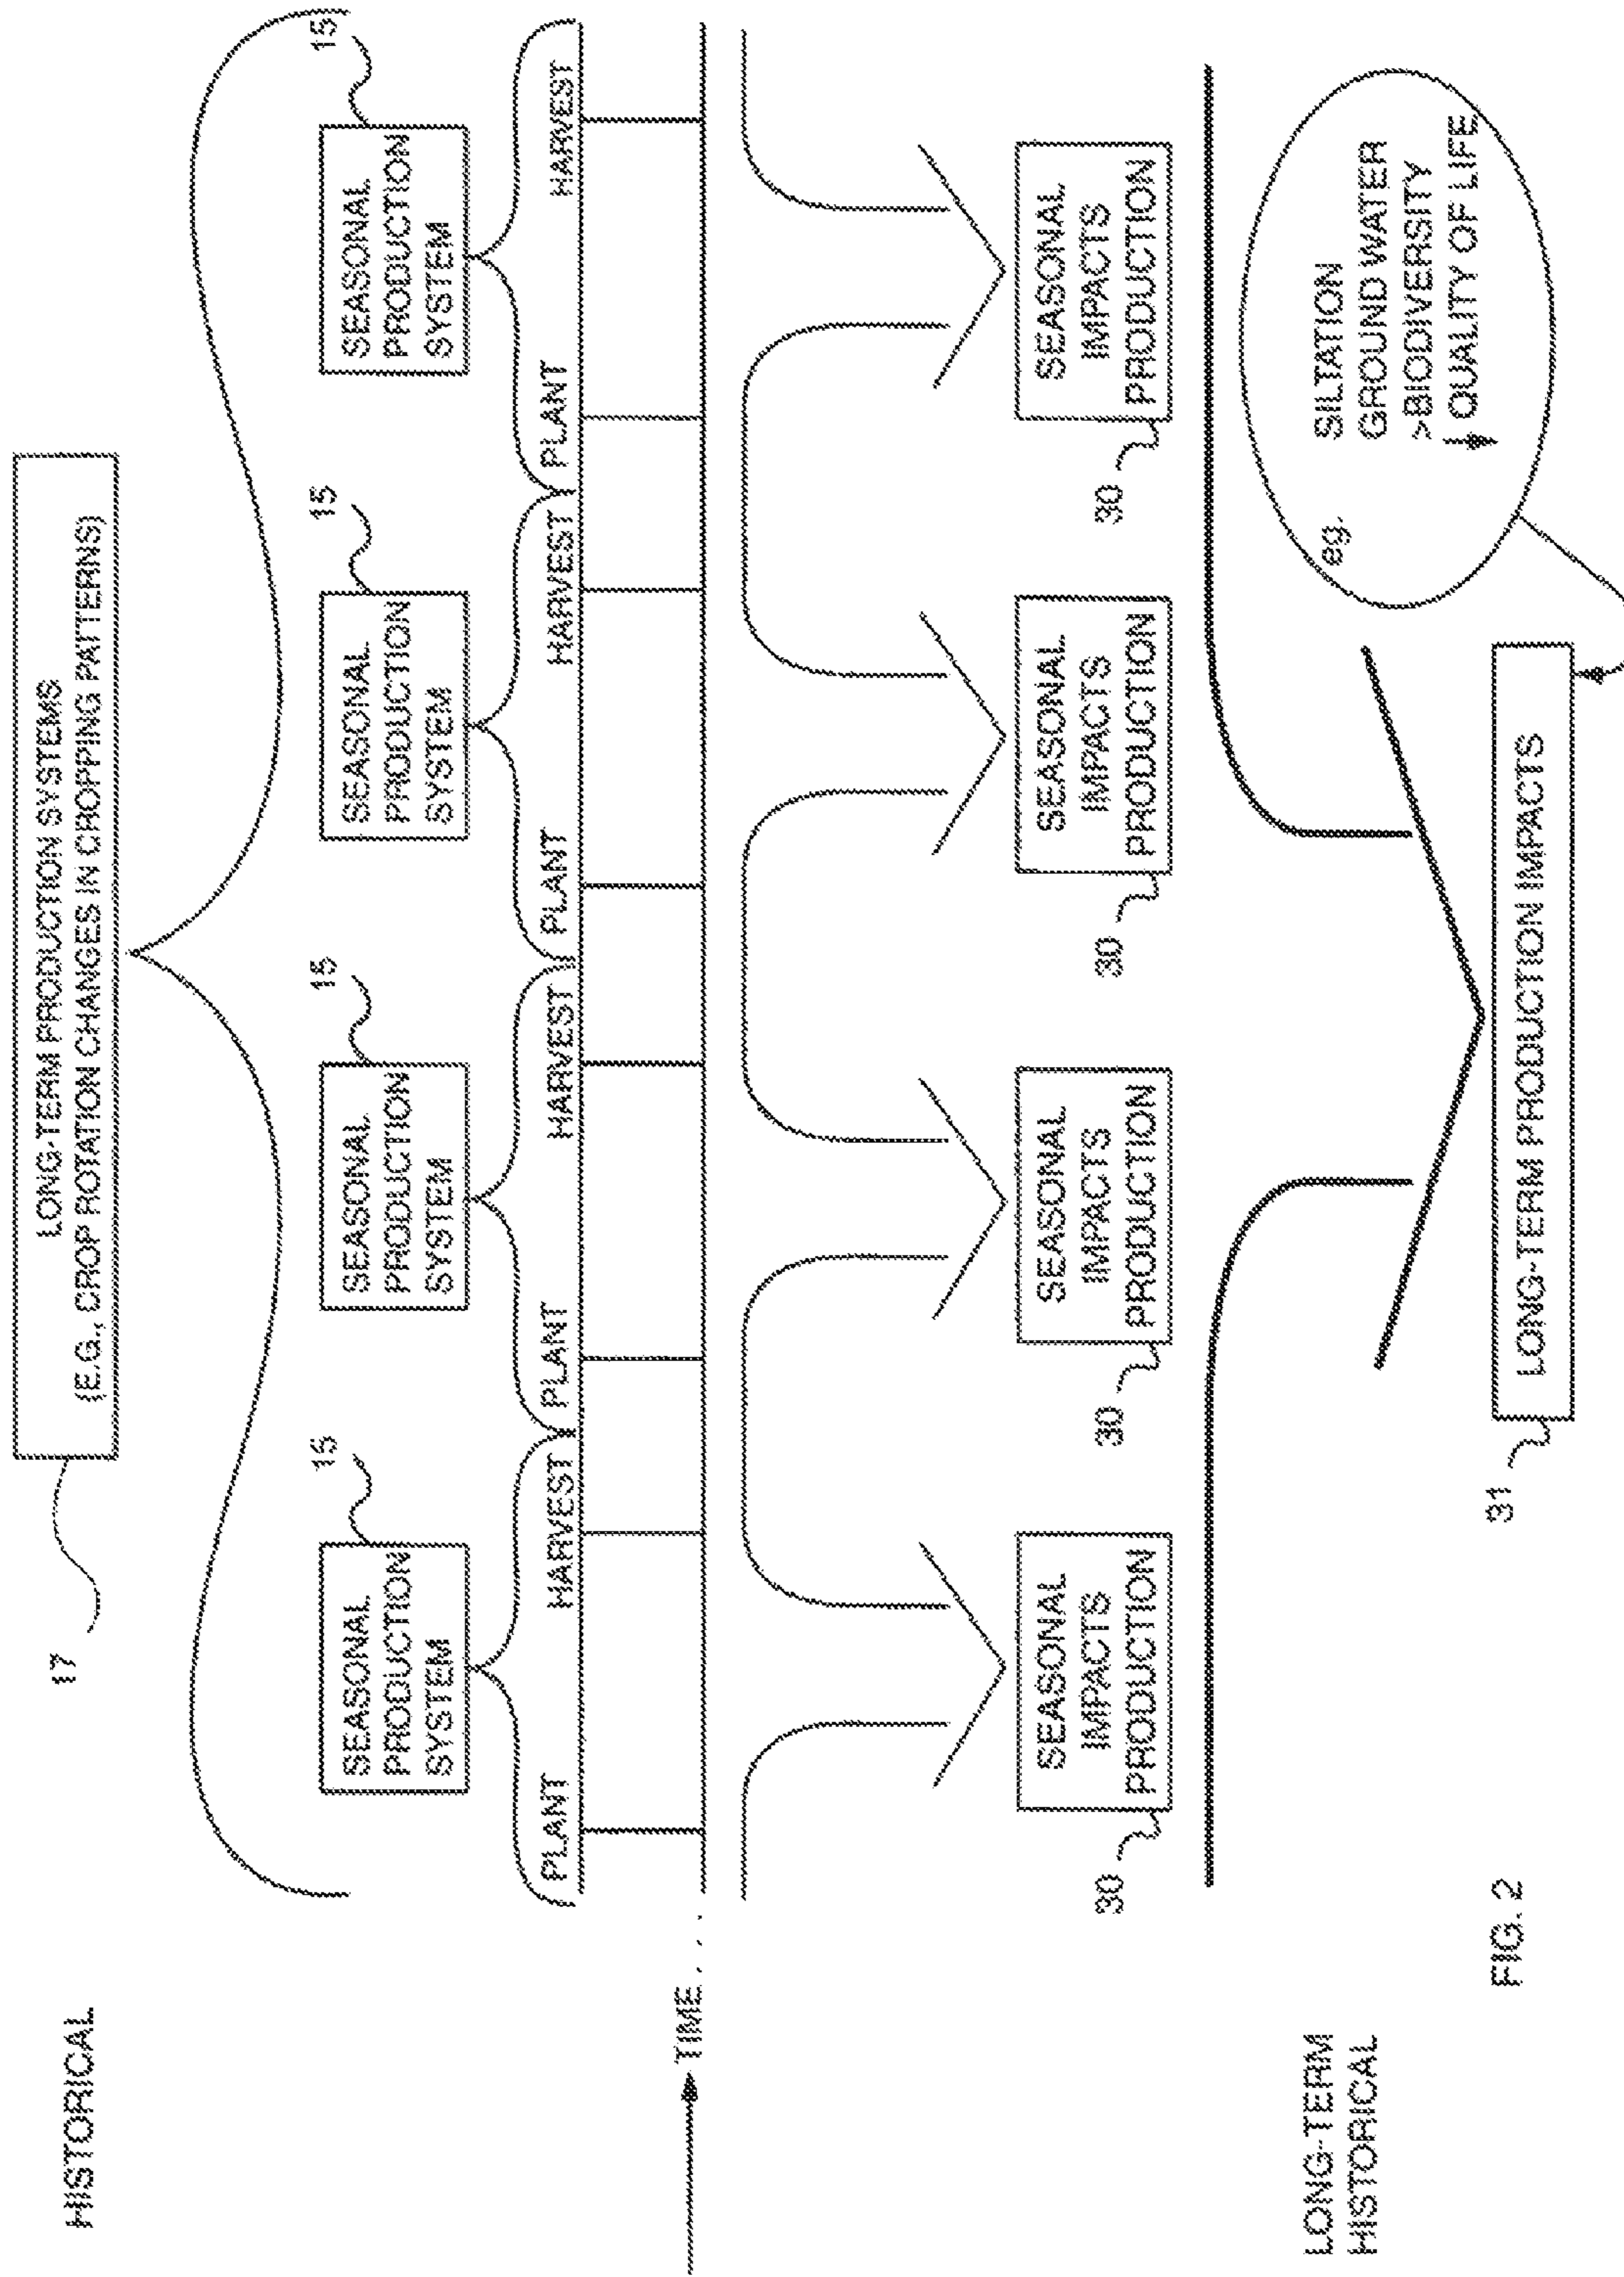 HISTORICAL
17
LONG-TERM PRODUCTION SYSTEMS
(E.G., CROP ROTATION CHANGES IN CROPPING PATTERNS)
15
15
15
15
SEASONAL
PRODUCTION
SYSTEM
SEASONAL
PRODUCTION
SYSTEM
SEASONAL
PRODUCTION
SYSTEM
SEASONAL
PRODUCTION
SYSTEM
PLANT
HARVEST
PLANT
HARVEST
PLANT
HARVEST
PLANT
HARVEST
TIME . . .
30
SEASONAL
IMPACTS
PRODUCTION
30
SEASONAL
IMPACTS
PRODUCTION
30
SEASONAL
IMPACTS
PRODUCTION
30
SEASONAL
IMPACTS
PRODUCTION
LONG-TERM
HISTORICAL
eg.
SILTATION
GROUND WATER
>BIODIVERSITY
↓ QUALITY OF LIFE
31
LONG-TERM PRODUCTION IMPACTS
FIG. 2